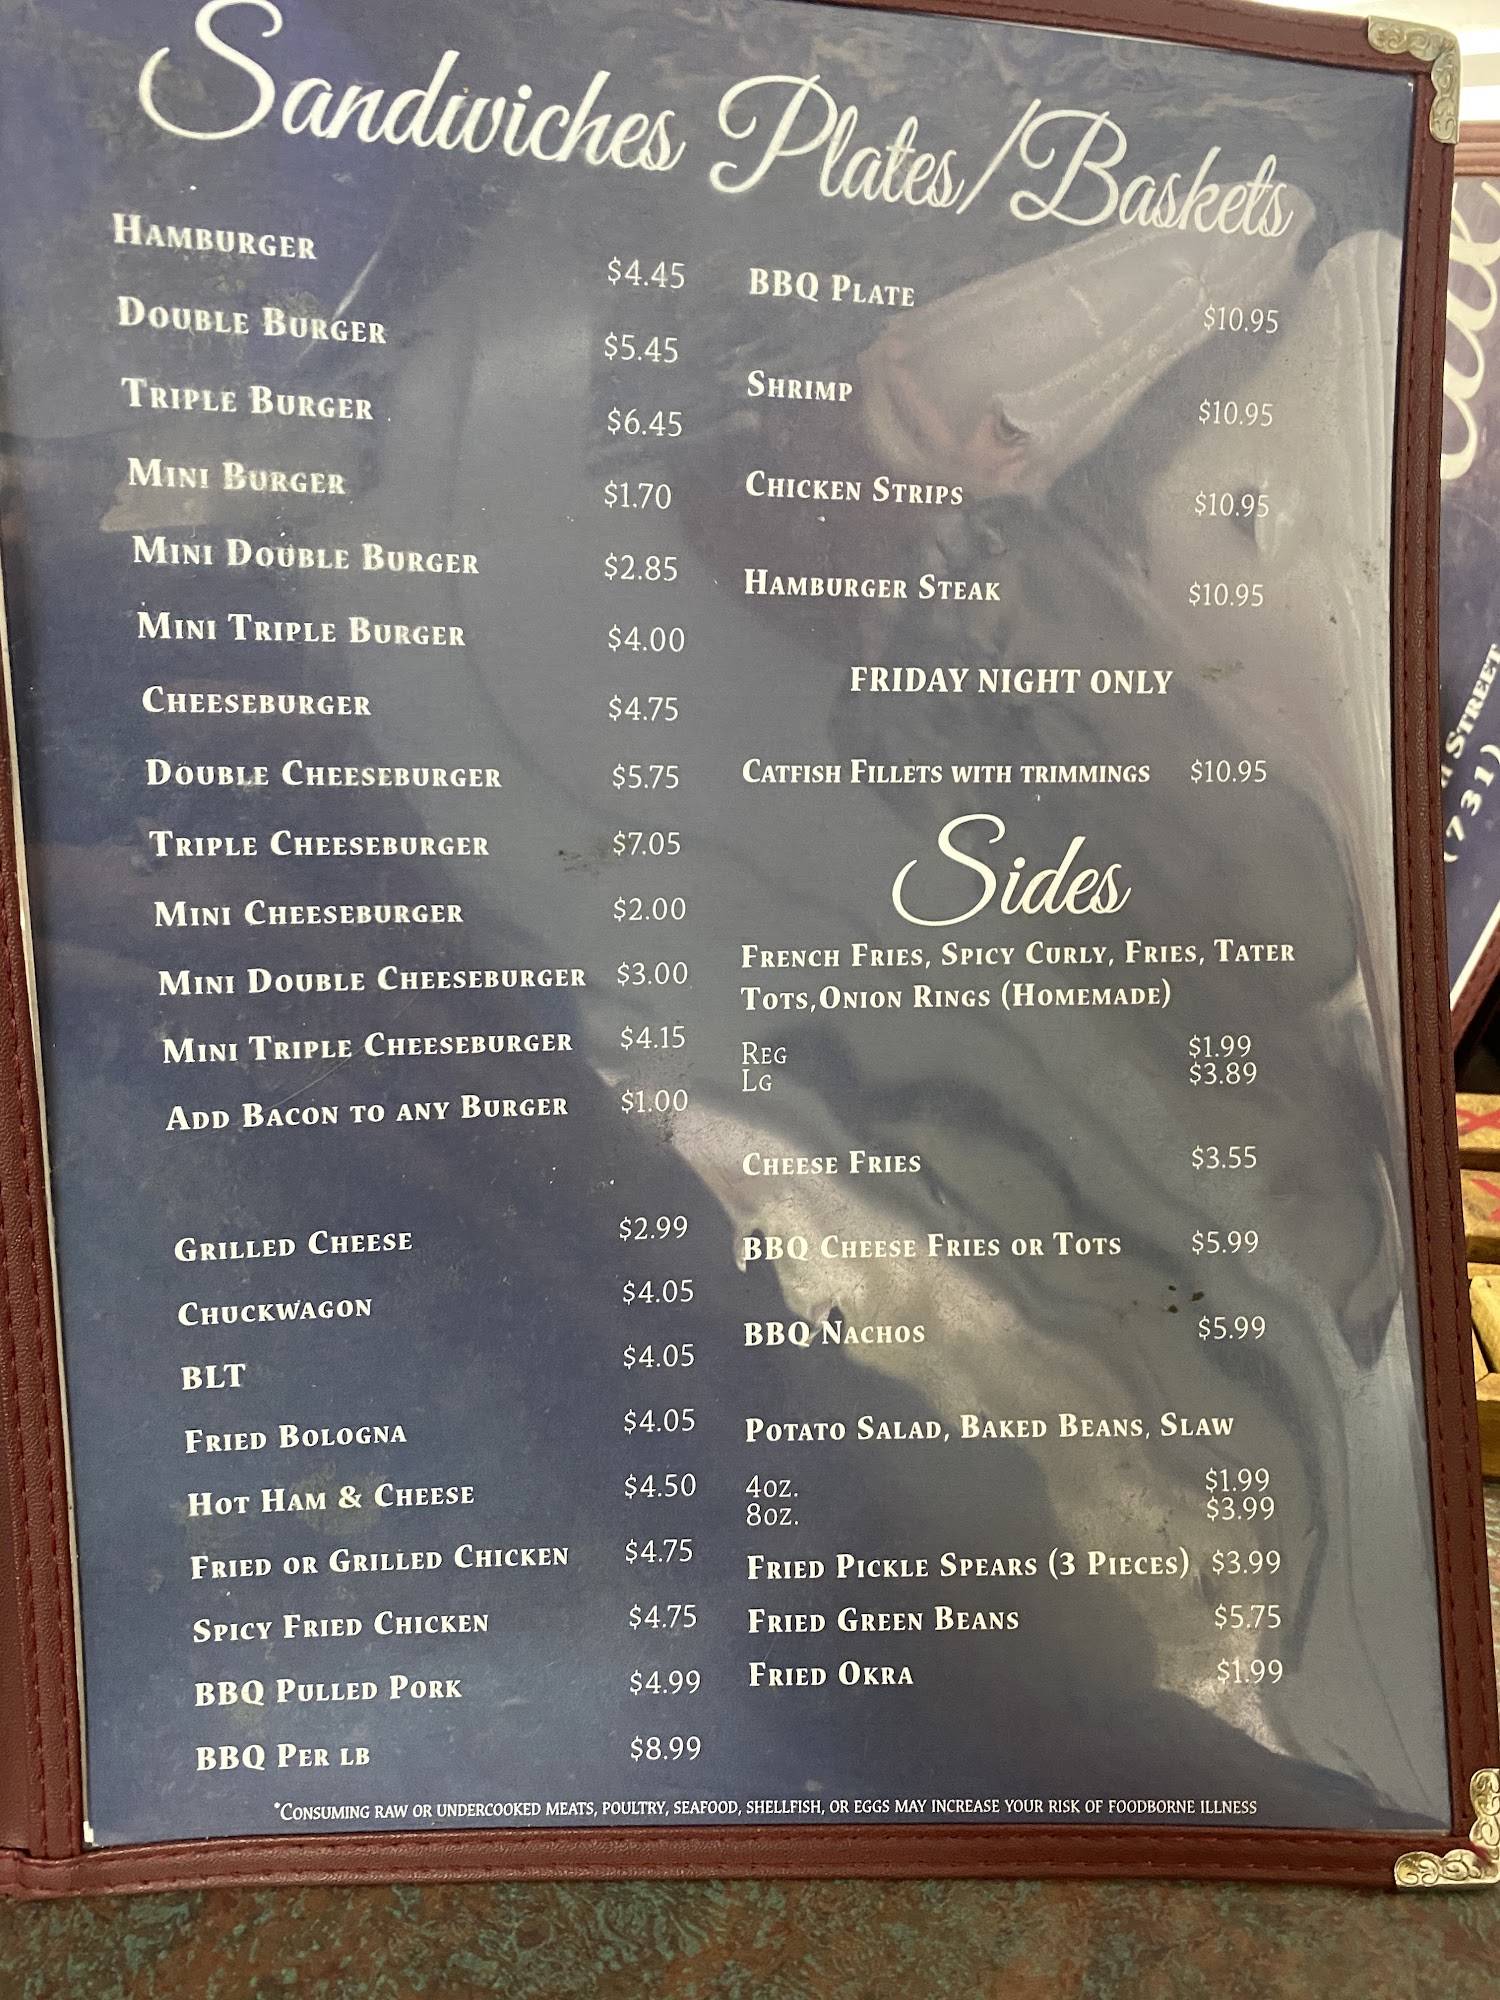 Sandwiches
Hamburger $4.45
Double Burger $5.45
Triple Burger $6.45
Mini Burger $1.70
Mini Double Burger $2.85
Mini Triple Burger $4.00
Cheeseburger $4.75
Double Cheeseburger $5.75
Triple Cheeseburger $7.05
Mini Cheeseburger $2.00
Mini Double Cheeseburger $3.00
Mini Triple Cheeseburger $4.15
Add Bacon to any Burger $1.00
Grilled Cheese $2.99
Chuckwagon $4.05
BLT $4.05
Fried Bologna $4.05
Hot Ham & Cheese $4.50
Fried or Grilled Chicken $4.75
Spicy Fried Chicken $4.75
BBQ Pulled Pork $4.99
BBQ Per lb $8.99
Plates/Baskets
BBQ Plate $10.95
Shrimp $10.95
Chicken Strips $10.95
Hamburger Steak $10.95
FRIDAY NIGHT ONLY
Catfish Fillets with trimmings $10.95
Sides
French Fries, Spicy Curly, Fries, Tater
Tots,Onion Rings (Homemade)
Reg $1.99
Lg $3.89
Cheese Fries $3.55
BBQ Cheese Fries or Tots $5.99
BBQ Nachos $5.99
Potato Salad, Baked Beans, Slaw
4oz. $1.99
8oz. $3.99
Fried Pickle Spears (3 Pieces) $3.99
Fried Green Beans $5.75
Fried Okra $1.99
*Consuming raw or undercooked meats, poultry, seafood, shellfish, or eggs may increase your risk of foodborne illness
Street
(731)